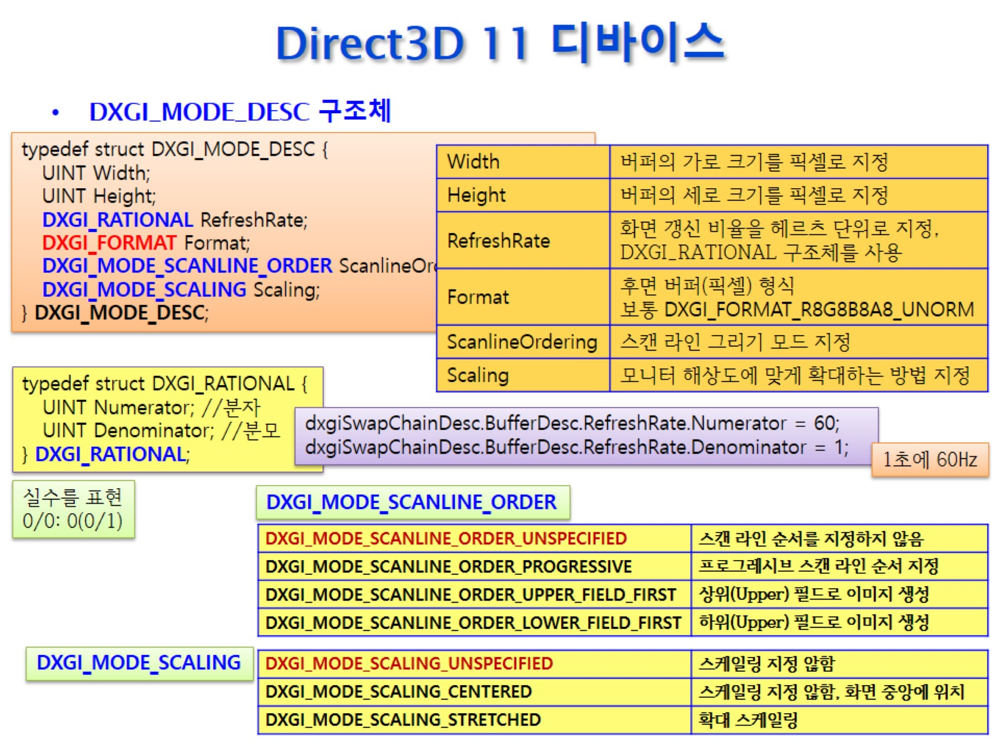 Direct3D 11 디바이스
• DXGI_MODE_DESC 구조체
typedef struct DXGI_MODE_DESC {
UINT Width;
UINT Height;
DXGI_RATIONAL RefreshRate;
DXGI_FORMAT Format;
DXGI_MODE_SCANLINE_ORDER ScanlineOr
DXGI_MODE_SCALING Scaling;
} DXGI_MODE_DESC;
Width 버퍼의 가로 크기를 픽셀로 지정
Height 버퍼의 세로 크기를 픽셀로 지정
RefreshRate 화면 갱신 비율을 헤르츠 단위로 지정,
DXGI_RATIONAL 구조체를 사용
Format 후면 버퍼(픽셀) 형식
보통 DXGI_FORMAT_R8G8B8A8_UNORM
ScanlineOrdering 스캔 라인 그리기 모드 지정
Scaling 모니터 해상도에 맞게 확대하는 방법 지정
typedef struct DXGI_RATIONAL {
UINT Numerator; //분자
UINT Denominator; //분모
} DXGI_RATIONAL;
dxgiSwapChainDesc.BufferDesc.RefreshRate.Numerator = 60;
dxgiSwapChainDesc.BufferDesc.RefreshRate.Denominator = 1;
1초에 60Hz
실수를 표현
0/0: 0(0/1)
DXGI_MODE_SCANLINE_ORDER
DXGI_MODE_SCANLINE_ORDER_UNSPECIFIED 스캔 라인 순서를 지정하지 않음
DXGI_MODE_SCANLINE_ORDER_PROGRESSIVE 프로그레시브 스캔 라인 순서 지정
DXGI_MODE_SCANLINE_ORDER_UPPER_FIELD_FIRST 상위(Upper) 필드로 이미지 생성
DXGI_MODE_SCANLINE_ORDER_LOWER_FIELD_FIRST 하위(Upper) 필드로 이미지 생성
DXGI_MODE_SCALING
DXGI_MODE_SCALING_UNSPECIFIED 스케일링 지정 않함
DXGI_MODE_SCALING_CENTERED 스케일링 지정 않함, 화면 중앙에 위치
DXGI_MODE_SCALING_STRETCHED 확대 스케일링